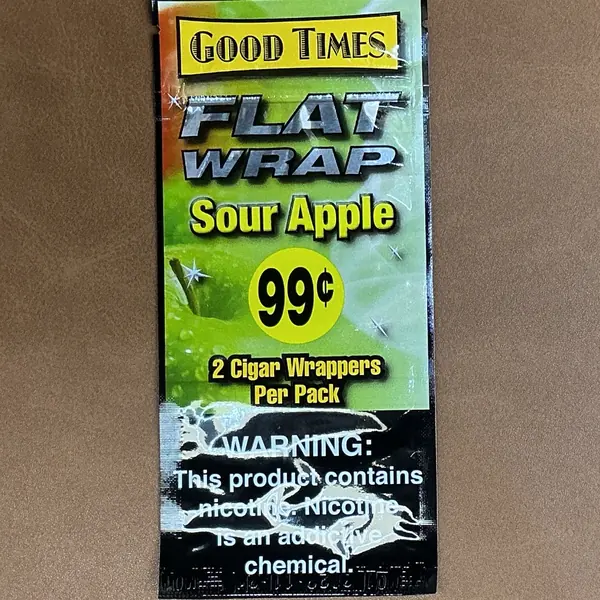 GOOD TIMES
FLAT
WRAP
Sour Apple
99¢
2 Cigar Wrappers
Per Pack
WARNING:
This product contains
nicotine. Nicotine
is an addictive
chemical.